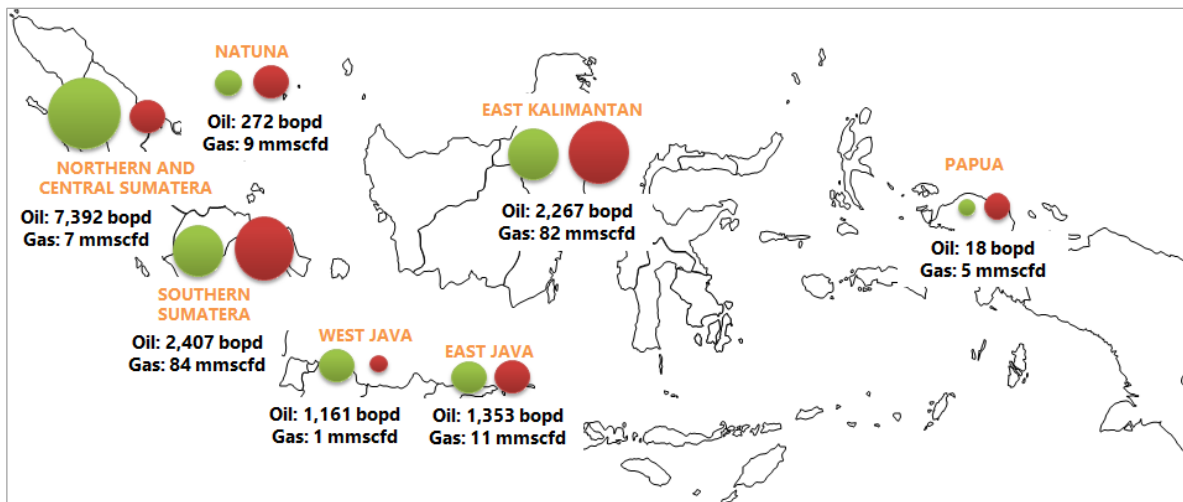 NATUNA
Oil: 272 bopd
Gas: 9 mmscfd
NORTHERN AND
CENTRAL SUMATERA
Oil: 7,392 bopd
Gas: 7 mmscfd
EAST KALIMANTAN
Oil: 2,267 bopd
Gas: 82 mmscfd
PAPUA
Oil: 18 bopd
Gas: 5 mmscfd
SOUTHERN
SUMATERA
Oil: 2,407 bopd
Gas: 84 mmscfd
WEST JAVA
Oil: 1,161 bopd
Gas: 1 mmscfd
EAST JAVA
Oil: 1,353 bopd
Gas: 11 mmscfd